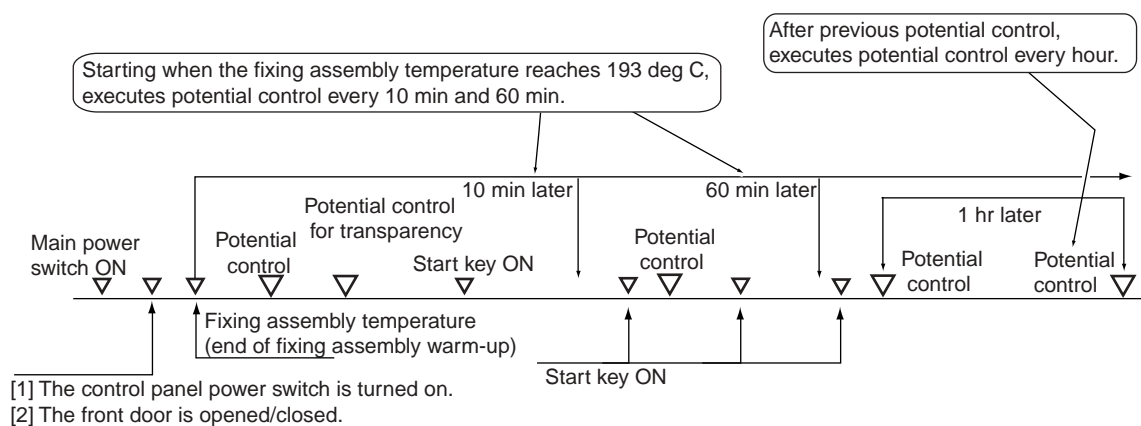 After previous potential control,
executes potential control every hour.
Starting when the fixing assembly temperature reaches 193 deg C,
executes potential control every 10 min and 60 min.
10 min later
60 min later
1 hr later
Main power
switch ON
Potential
control
Potential control
for transparency
Start key ON
Potential
control
Potential
control
Potential
control
Fixing assembly temperature
(end of fixing assembly warm-up)
Start key ON
[1] The control panel power switch is turned on.
[2] The front door is opened/closed.